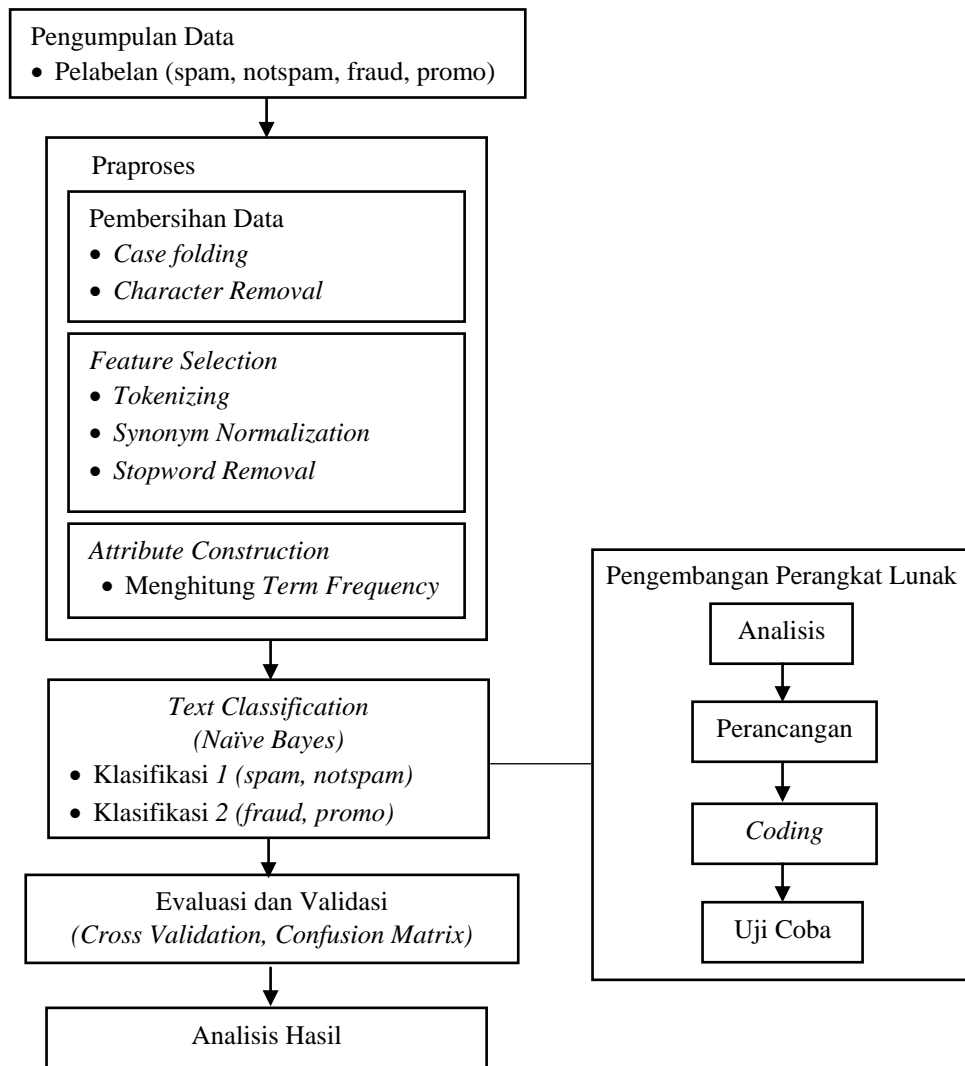 Pengumpulan Data
• Pelabelan (spam, notspam, fraud, promo)
Praproses
Pembersihan Data
• Case folding
• Character Removal
Feature Selection
• Tokenizing
• Synonym Normalization
• Stopword Removal
Attribute Construction
• Menghitung Term Frequency
Text Classification
(Naïve Bayes)
• Klasifikasi 1 (spam, notspam)
• Klasifikasi 2 (fraud, promo)
Evaluasi dan Validasi
(Cross Validation, Confusion Matrix)
Analisis Hasil
Pengembangan Perangkat Lunak
Analisis
Perancangan
Coding
Uji Coba